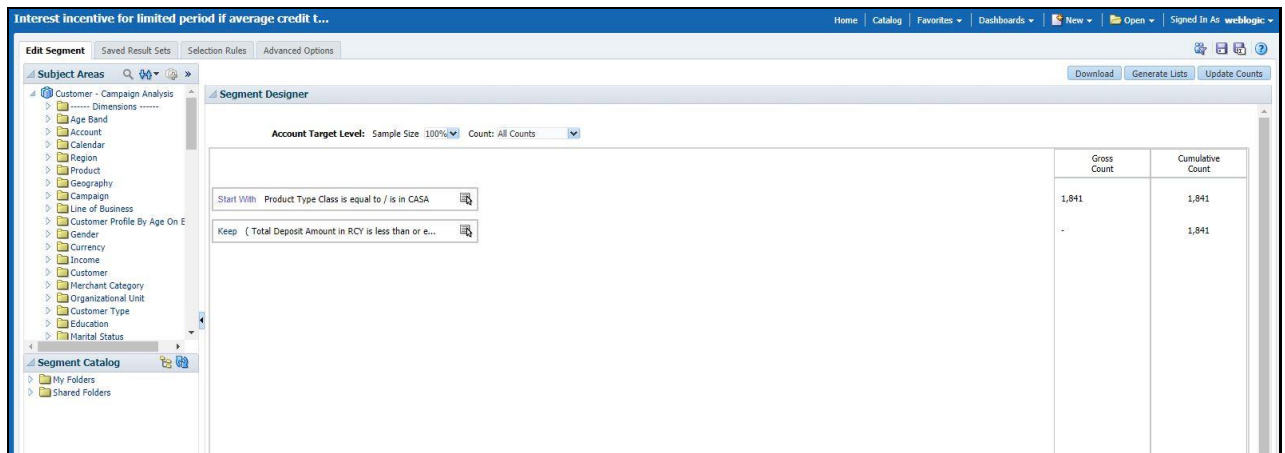 Interest incentive for limited period if average credit t...
Home Catalog Favorites Dashboards New Open Signed In As weblogic
Edit Segment Saved Result Sets Selection Rules Advanced Options
Subject Areas
Download Generate Lists Update Counts
Customer - Campaign Analysis
------ Dimensions ------
Age Band
Account
Calendar
Region
Product
Geography
Campaign
Line of Business
Customer Profile By Age On
Gender
Currency
Income
Customer
Merchant Category
Organizational Unit
Customer Type
Education
Marital Status
Segment Catalog
My Folders
Shared Folders
Segment Designer
Account Target Level: Sample Size 100% Count: All Counts
Gross Count
Cumulative Count
Start With Product Type Class is equal to / is in CASA
1,841 1,841
Keep ( Total Deposit Amount in RCY is less than or e...
- 1,841